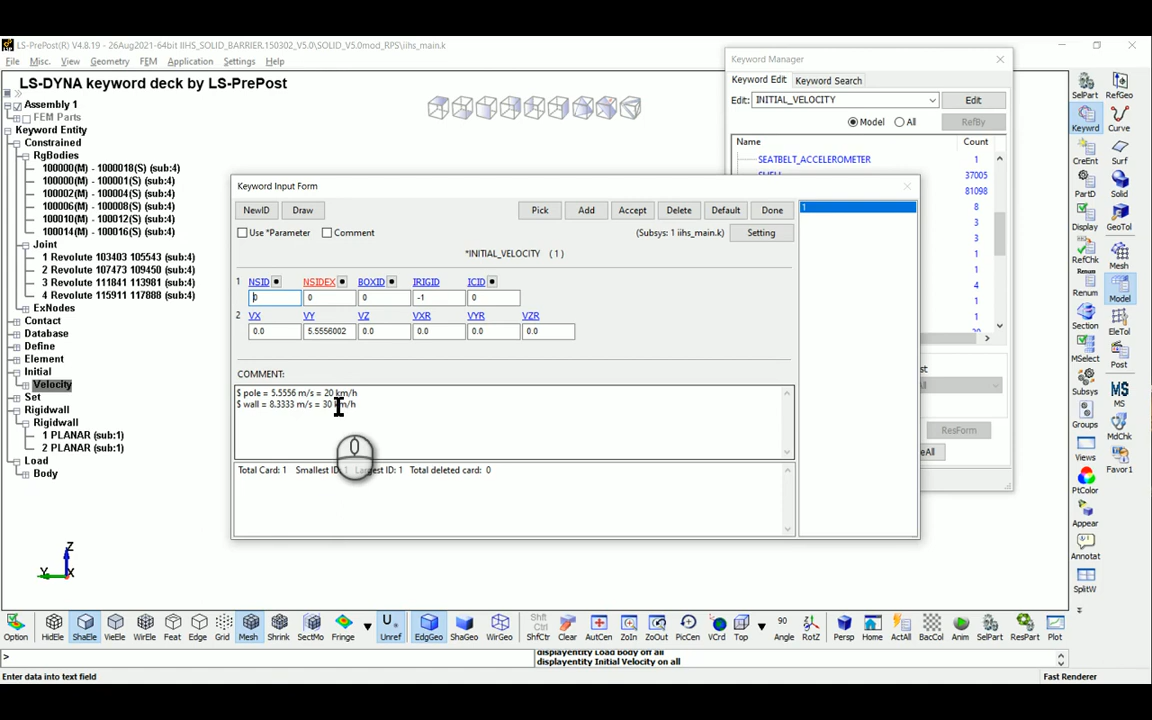 LS-PrePost(R) V4.8.19 - 26Aug2021-64bit IIHS_SOLID_BARRIER.150302_V5.0\SOLID_V5.0mod_RPS\iihs_main.k
File Misc. View Geometry FEM Application Settings Help
LS-DYNA keyword deck by LS-PrePost
Assembly 1
FEM Parts
Keyword Entity
Constrained
RgBodies
100000(M) - 1000018(S) (sub:4)
100000(M) - 100001(S) (sub:4)
100002(M) - 100004(S) (sub:4)
100006(M) - 100008(S) (sub:4)
100010(M) - 100012(S) (sub:4)
100014(M) - 100016(S) (sub:4)
Joint
1 Revolute 103403 105543 (sub:4)
2 Revolute 107473 109450 (sub:4)
3 Revolute 111841 113981 (sub:4)
4 Revolute 115911 117888 (sub:4)
ExNodes
Contact
Database
Define
Element
Initial
Velocity
Set
Rigidwall
Rigidwall
1 PLANAR (sub:1)
2 PLANAR (sub:1)
Load
Body
Z
Y X
Keyword Manager
Keyword Edit Keyword Search
Edit: INITIAL_VELOCITY Edit
Model All RefBy
Name Count
SEATBELT_ACCELEROMETER 1
37005
81098
8
3
3
1
1
4
1
ResForm
Keyword Input Form
NewID Draw Pick Add Accept Delete Default Done
Use *Parameter Comment (Subsys: 1 iihs_main.k) Setting
*INITIAL_VELOCITY (1)
1 NSID NSIDEX BOXID IRIGID ICID
0 0 0 -1 0
2 VX VY VZ VXR VYR VZR
0.0 5.5556002 0.0 0.0 0.0 0.0
COMMENT:
$ pole = 5.5556 m/s = 20 km/h
$ wall = 8.3333 m/s = 30 km/h
Total Card: 1 Smallest ID: 1 Largest ID: 1 Total deleted card: 0
1
SelPart RefGeo
Keywrd Curve
CreEnt Surf
PartD Solid
Display GeoTol
RefChk Mesh
Renum
Renum Model
Section EleTol
MSelect Post
Subsys MS
MS
Groups MdChk
Views Favor1
PtColor
Appear
Annotat
SplitW
Option HidEle ShaEle VieEle WirEle Feat Edge Grid Mesh Shrink SectMo Fringe Unref EdgGeo ShaGeo WirGeo ShfCtr Clear AutCen ZoIn ZoOut PicCen VCrd Top Angle RotZ Persp Home ActAll BacCol Anim SelPart ResPart Plot
U.
Shft
Ctr
90
>
displayentity Load Body off all
displayentity Initial Velocity on all
Enter data into text field Fast Renderer